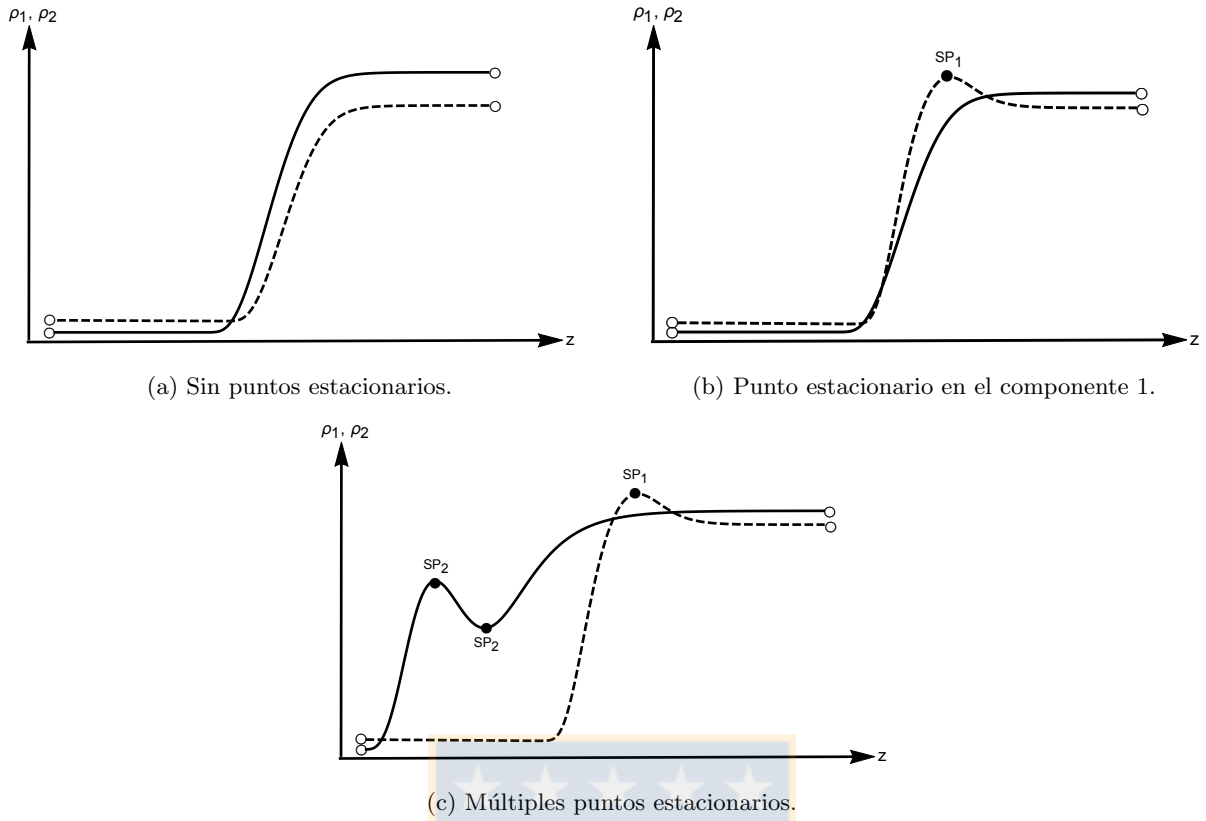 ρ1, ρ2
SP1
z
(a) Sin puntos estacionarios.
ρ1, ρ2
z
(b) Punto estacionario en el componente 1.
ρ1, ρ2
SP2
SP2
SP1
z
(c) Múltiples puntos estacionarios.